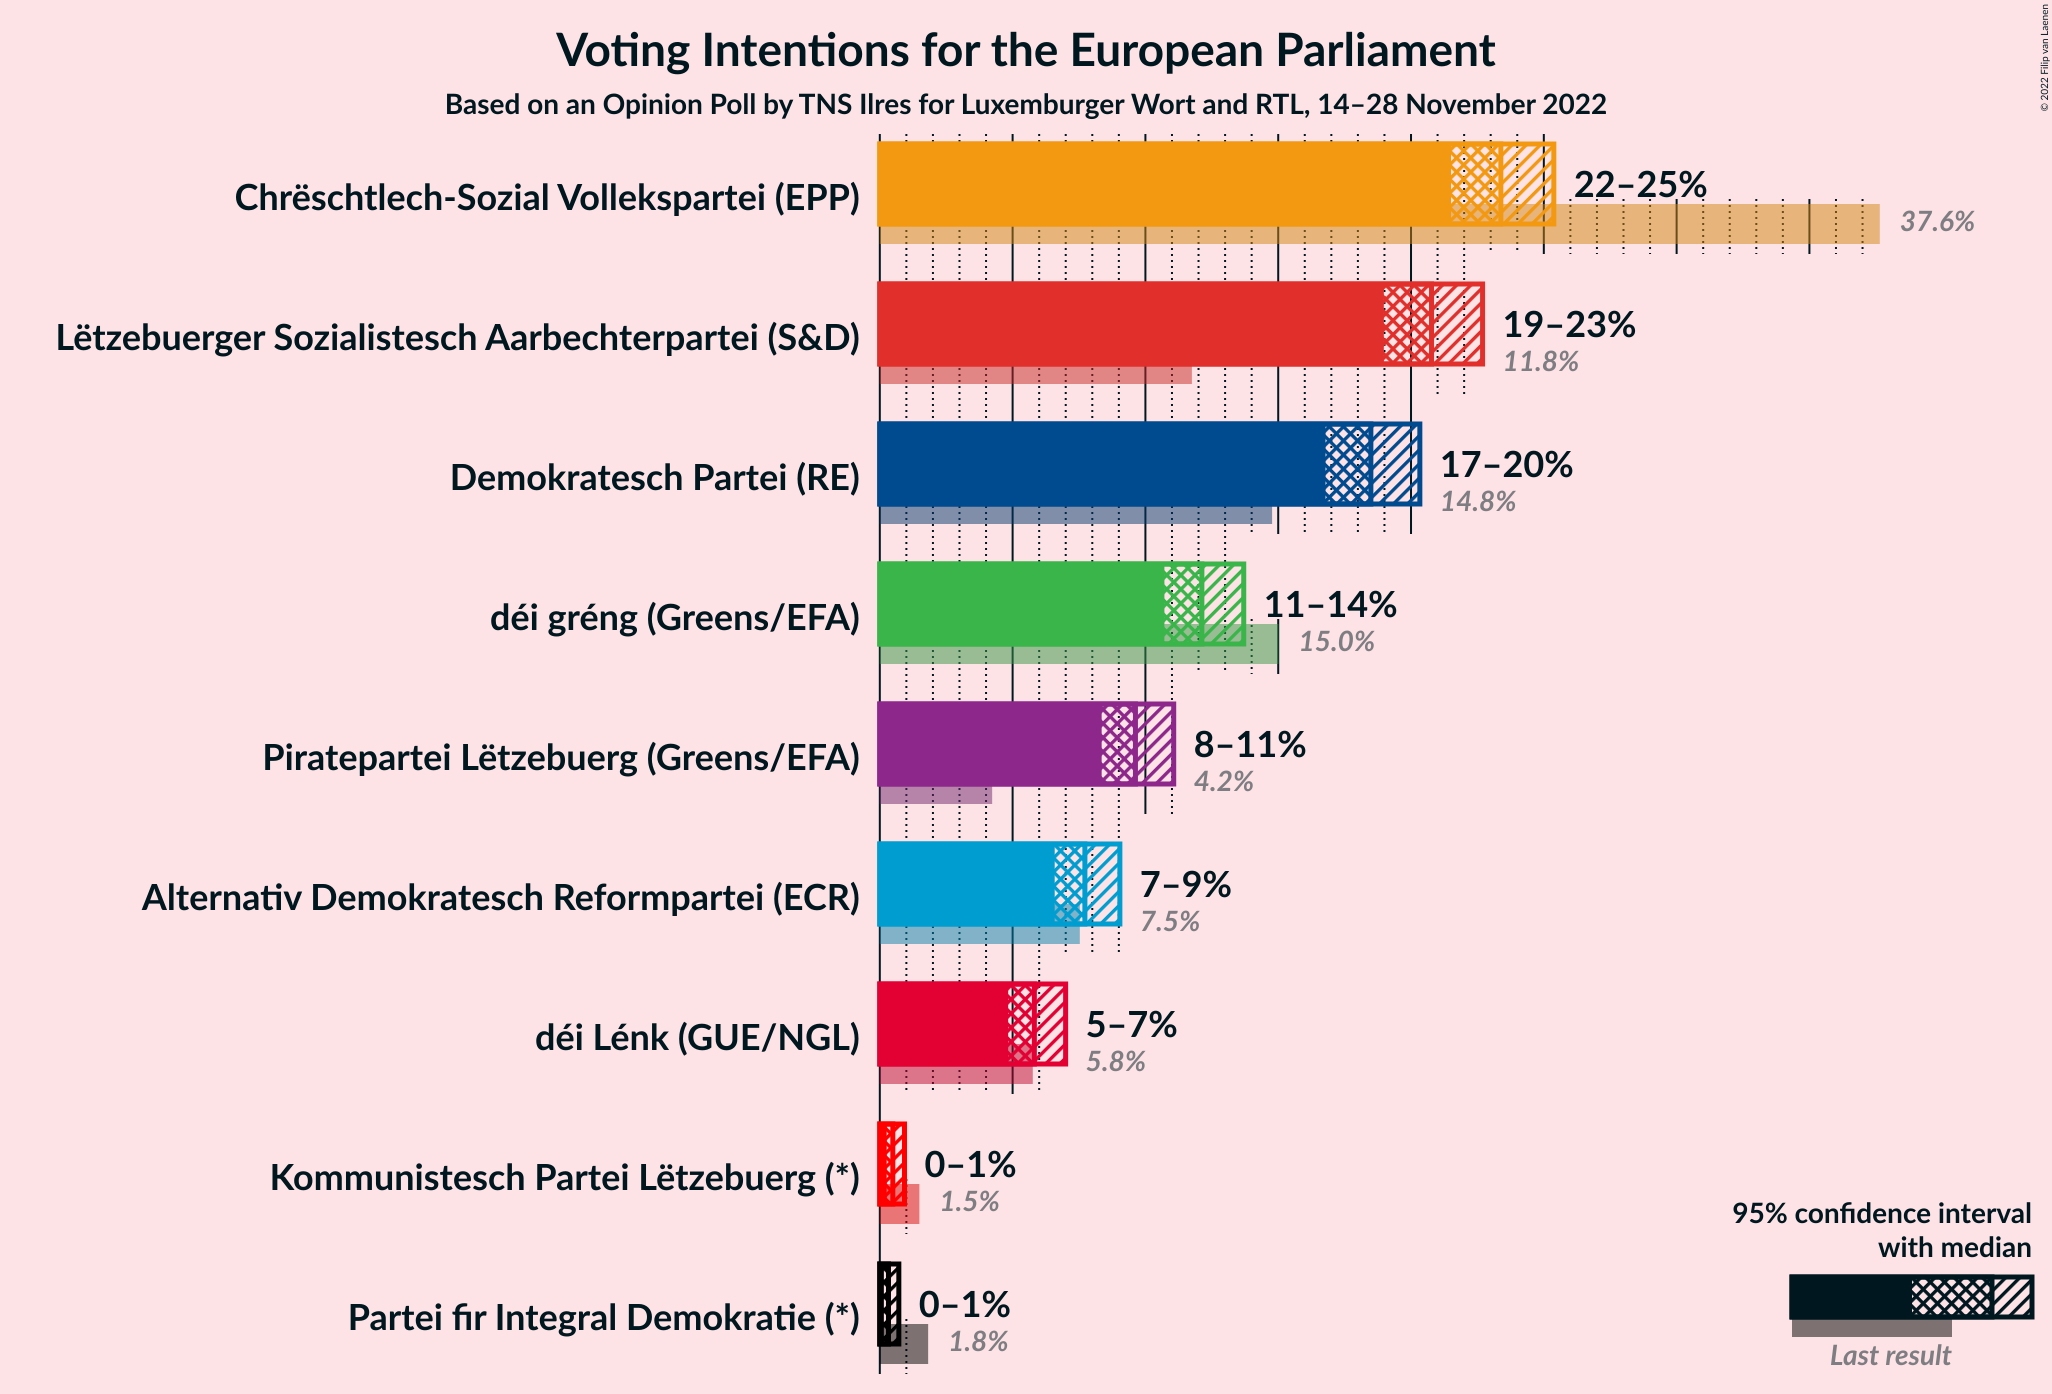 Voting Intentions for the European Parliament
Based on an Opinion Poll by TNS Ilres for Luxemburger Wort and RTL, 14–28 November 2022
© 2022 Filip van Laenen
Chrëschtlech-Sozial Vollekspartei (EPP)
22–25%
37.6%
Lëtzebuerger Sozialistesch Aarbechterpartei (S&D)
19–23%
11.8%
Demokratesch Partei (RE)
17–20%
14.8%
déi gréng (Greens/EFA)
11–14%
15.0%
Piratepartei Lëtzebuerg (Greens/EFA)
8–11%
4.2%
Alternativ Demokratesch Reformpartei (ECR)
7–9%
7.5%
déi Lénk (GUE/NGL)
5–7%
5.8%
Kommunistesch Partei Lëtzebuerg (*)
0–1%
1.5%
Partei fir Integral Demokratie (*)
0–1%
1.8%
95% confidence interval
with median
Last result